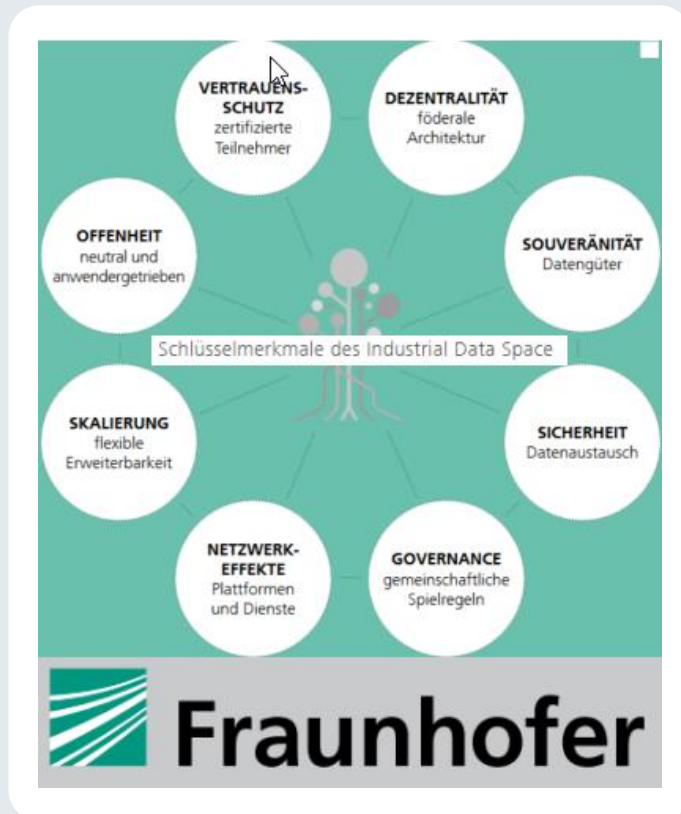 VERTRAUENS-
SCHUTZ
zertifizierte
Teilnehmer
DEZENTRALITÄT
föderale
Architektur
OFFENHEIT
neutral und
anwendergetrieben
SOUVERÄNITÄT
Datengüter
Schlüsselmerkmale des Industrial Data Space
SKALIERUNG
flexible
Erweiterbarkeit
SICHERHEIT
Datenaustausch
NETZWERK-
EFFEKTE
Plattformen
und Dienste
GOVERNANCE
gemeinschaftliche
Spielregeln
Fraunhofer